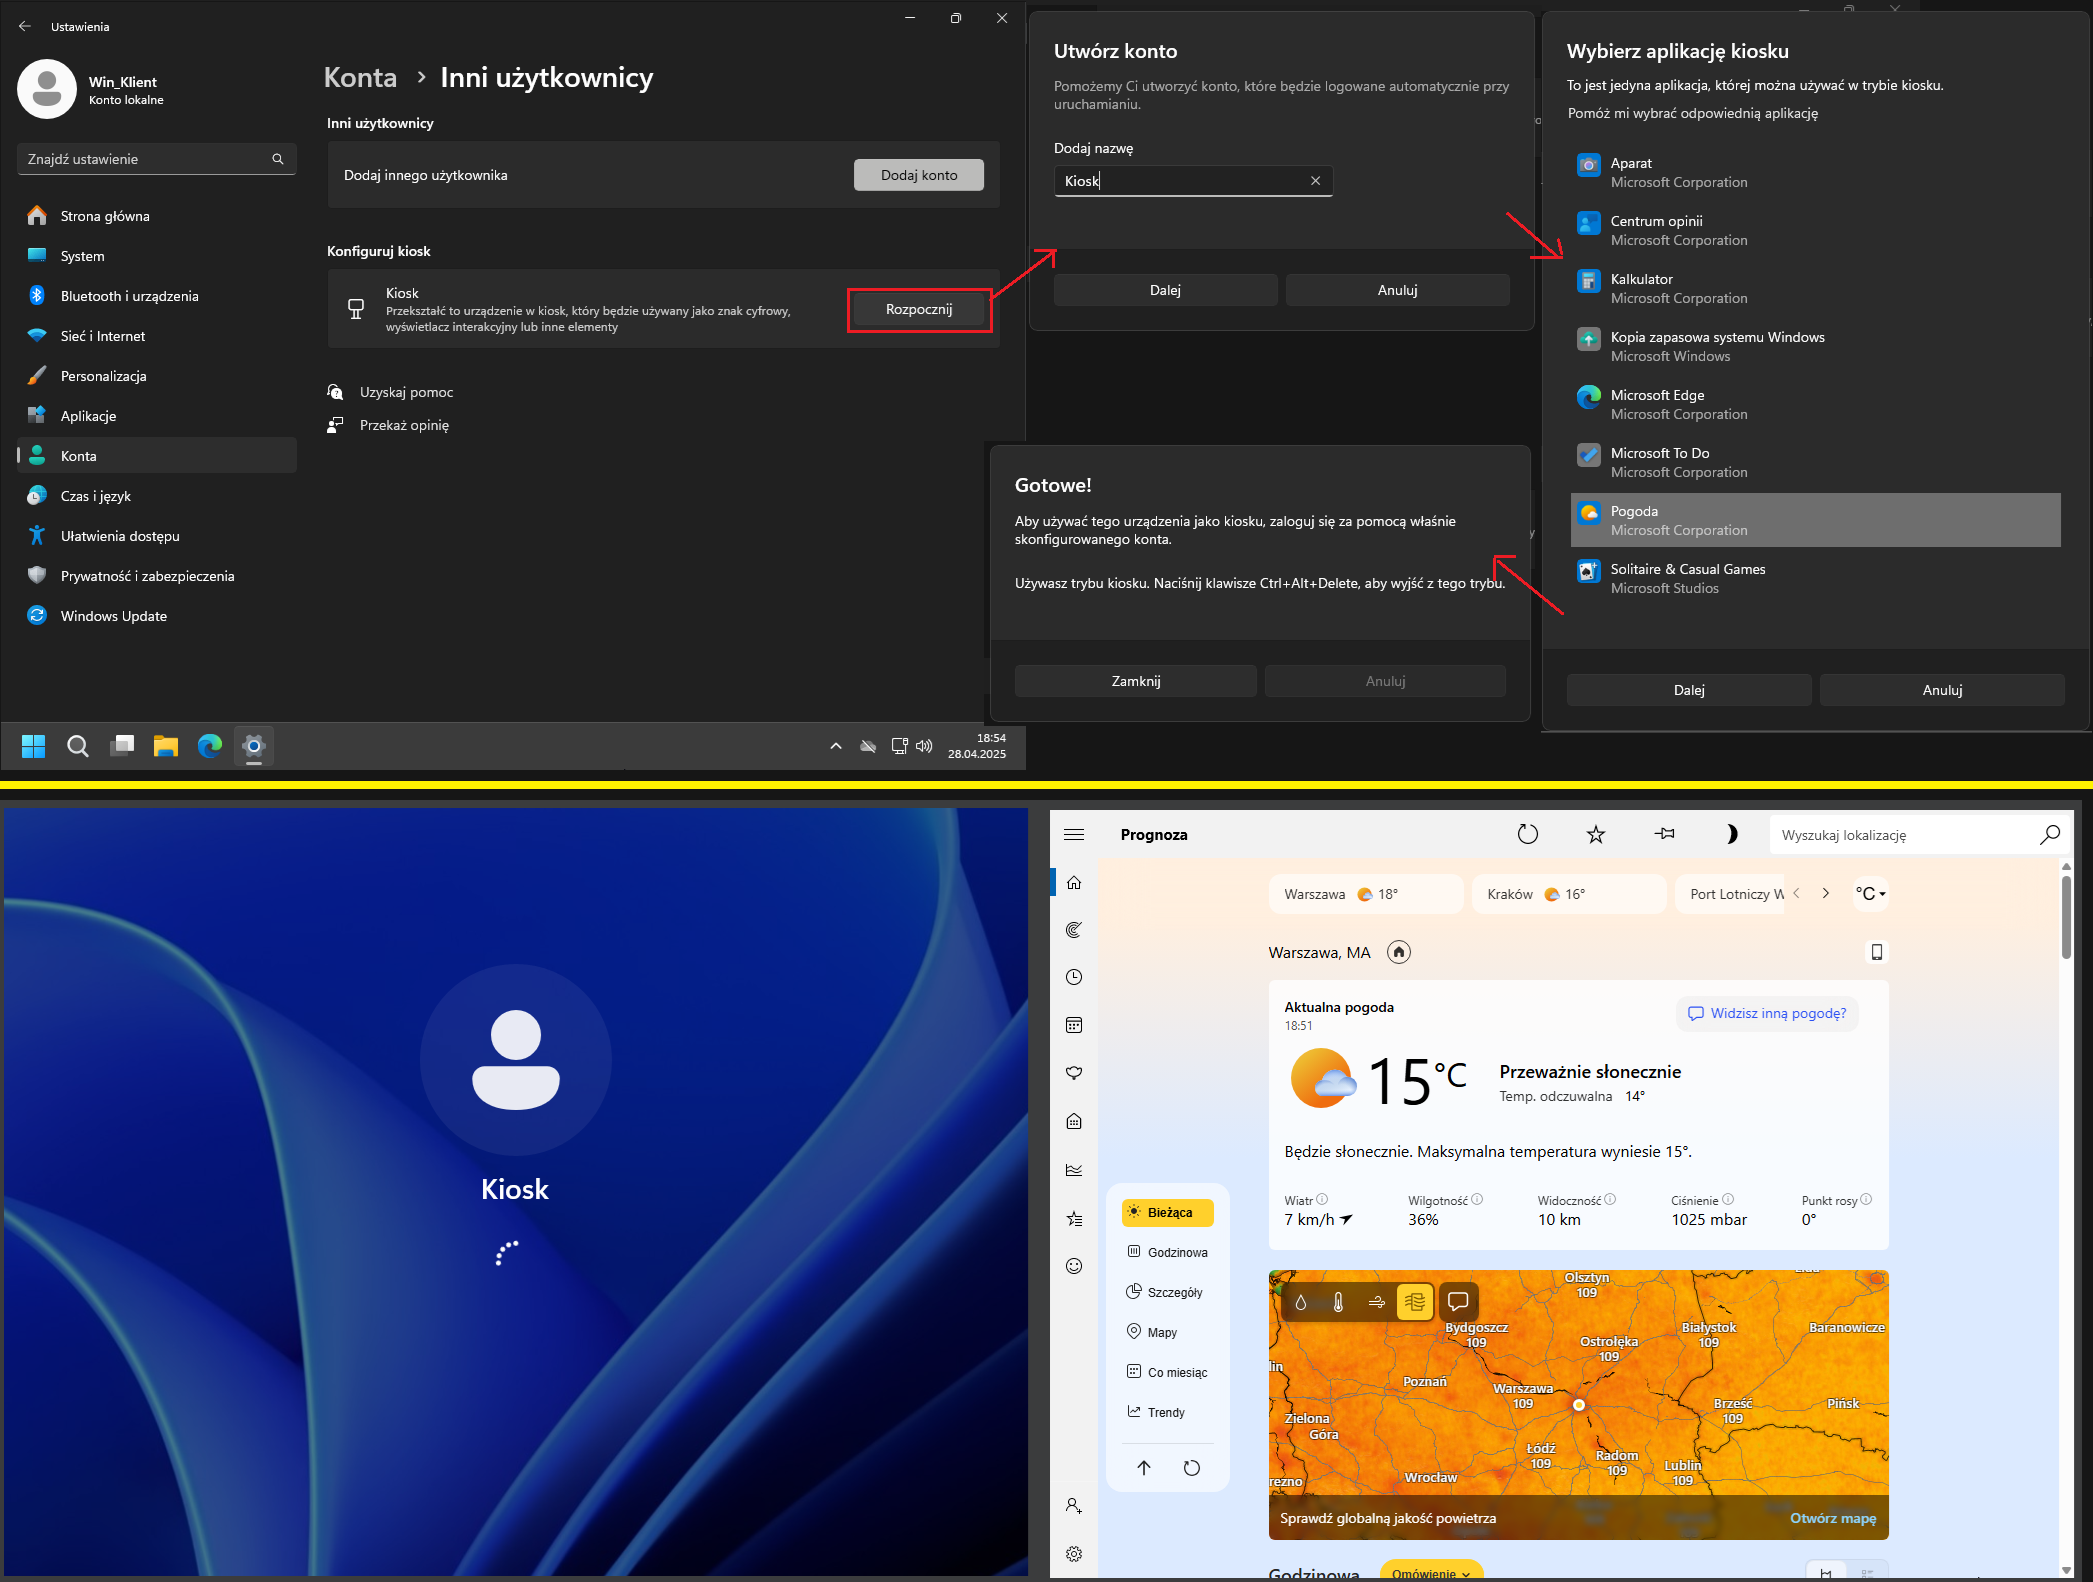 Ustawienia
Win_Klient
Konto lokalne
Znajdź ustawienie
Strona główna
System
Bluetooth i urządzenia
Sieć i Internet
Personalizacja
Aplikacje
Konta
Czas i język
Ułatwienia dostępu
Prywatność i zabezpieczenia
Windows Update
Konta > Inni użytkownicy
Inni użytkownicy
Dodaj innego użytkownika
Dodaj konto
Konfiguruj kiosk
Kiosk
Przekształć to urządzenie w kiosk, który będzie używany jako znak cyfrowy,
wyświetlacz interakcyjny lub inne elementy
Rozpocznij
Uzyskaj pomoc
Przekaż opinię
18:54
28.04.2025
Utwórz konto
Pomożemy Ci utworzyć konto, które będzie logowane automatycznie przy
uruchamianiu.
Dodaj nazwę
Kiosk
Dalej
Anuluj
Wybierz aplikację kiosku
To jest jedyna aplikacja, której można używać w trybie kiosku.
Pomóż mi wybrać odpowiednią aplikację
Aparat
Microsoft Corporation
Centrum opinii
Microsoft Corporation
Kalkulator
Microsoft Corporation
Kopia zapasowa systemu Windows
Microsoft Windows
Microsoft Edge
Microsoft Corporation
Microsoft To Do
Microsoft Corporation
Pogoda
Microsoft Corporation
Solitaire & Casual Games
Microsoft Studios
Dalej
Anuluj
Gotowe!
Aby używać tego urządzenia jako kiosku, zaloguj się za pomocą właśnie
skonfigurowanego konta.
Używasz trybu kiosku. Naciśnij klawisze Ctrl+Alt+Delete, aby wyjść z tego trybu.
Zamknij
Anuluj
Kiosk
Prognoza
Wyszukaj lokalizację
Warszawa 18°
Kraków 16°
Port Lotniczy W
°C
Warszawa, MA
Aktualna pogoda
18:51
Widzisz inną pogodę?
15°C
Przeważnie słonecznie
Temp. odczuwalna 14°
Będzie słonecznie. Maksymalna temperatura wyniesie 15°.
Wiatr
7 km/h
Wilgotność
36%
Widoczność
10 km
Ciśnienie
1025 mbar
Punkt rosy
0°
Bieżąca
Godzinowa
Szczegóły
Mapy
Co miesiąc
Trendy
Olsztyn
109
Bydgoszcz
109
Ostrołęka
109
Białystok
109
Baranowicze
lin
Poznań
Warszawa
109
Brześć
109
Pińsk
Zielona
Góra
Łódź
109
Radom
109
Lublin
109
Wrocław
rezno
Sprawdź globalną jakość powietrza
Otwórz mapę
Godzinowa
Omówienie